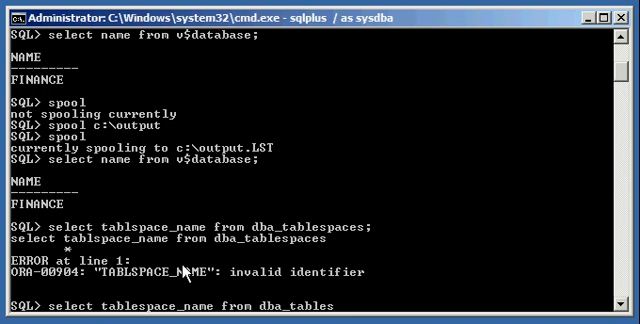 Administrator: C:\Windows\system32\cmd.exe - sqlplus / as sysdba
SQL> select name from v$database;
NAME
---------
FINANCE
SQL> spool
not spooling currently
SQL> spool c:\output
SQL> spool
currently spooling to c:\output.LST
SQL> select name from v$database;
NAME
---------
FINANCE
SQL> select tablspace_name from dba_tablespaces;
select tablspace_name from dba_tablespaces
*
ERROR at line 1:
ORA-00904: "TABLSPACE_NAME": invalid identifier
SQL> select tablespace_name from dba_tables